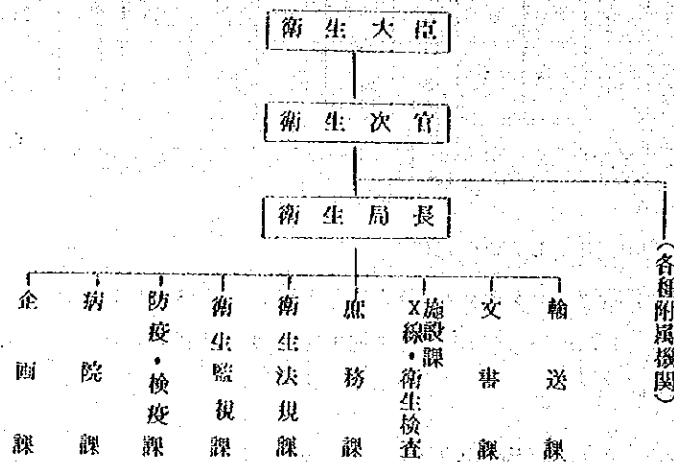 衛生大臣
衛生次官
衛生局長
(各種附属機関)
企画課
病院課
防疫・検疫課
衛生監視課
衛生法規課
庶務課
X線・衛生検査
施設課
文書課
輸送課